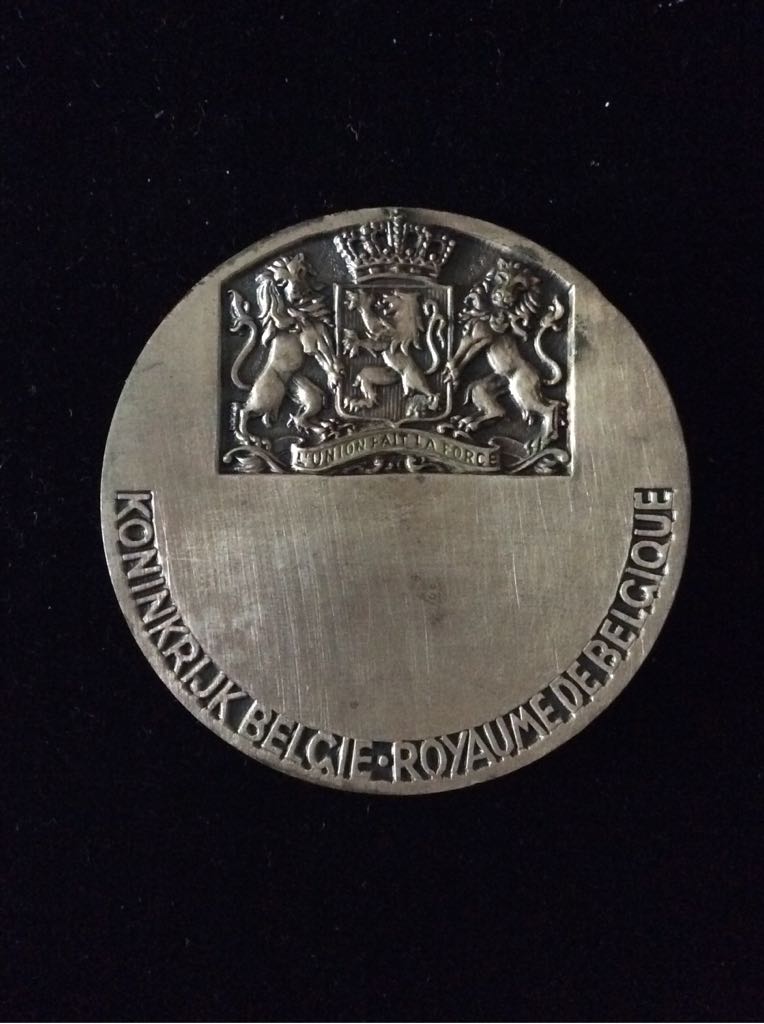 L'UNION FAIT LA FORCE
KONINKRIJK BELGIE · ROYAUME DE BELGIQUE